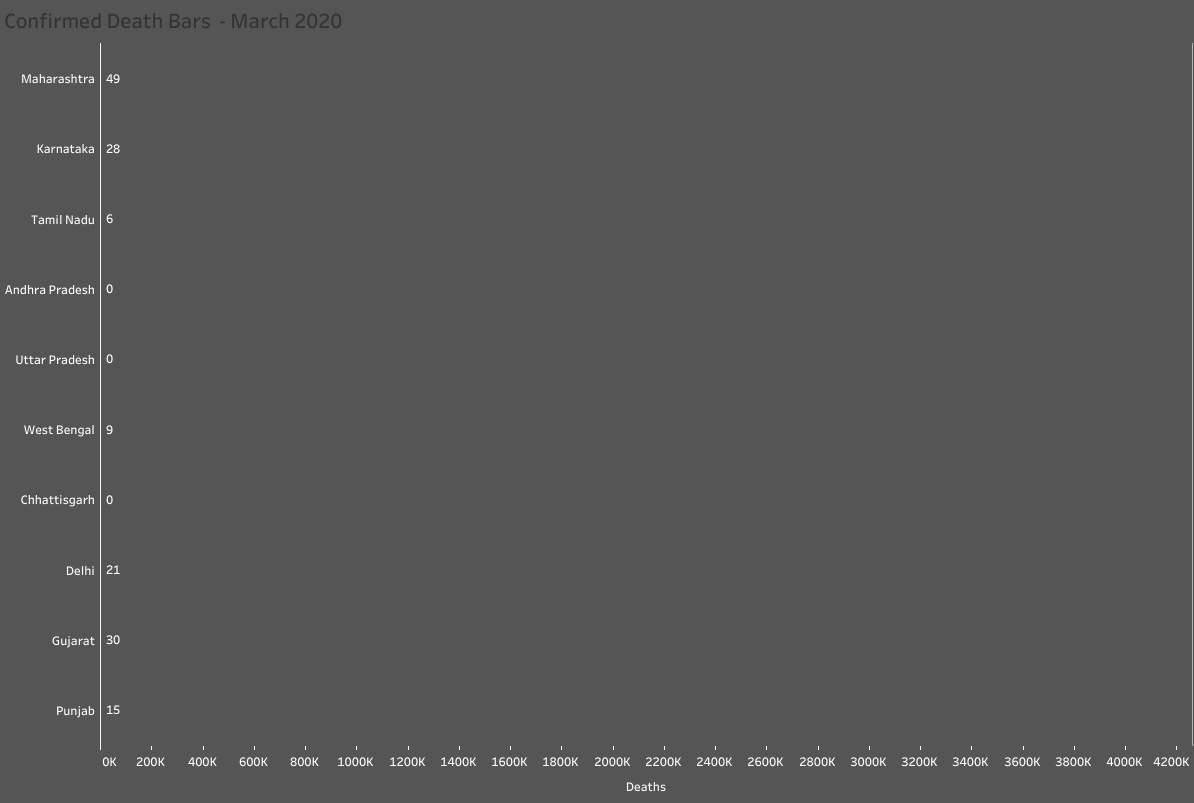 Confirmed Death Bars - March 2020
Maharashtra 49
Karnataka 28
Tamil Nadu 6
Andhra Pradesh 0
Uttar Pradesh 0
West Bengal 9
Chhattisgarh 0
Delhi 21
Gujarat 30
Punjab 15
0K 200K 400K 600K 800K 1000K 1200K 1400K 1600K 1800K 2000K 2200K 2400K 2600K 2800K 3000K 3200K 3400K 3600K 3800K 4000K 4200K
Deaths